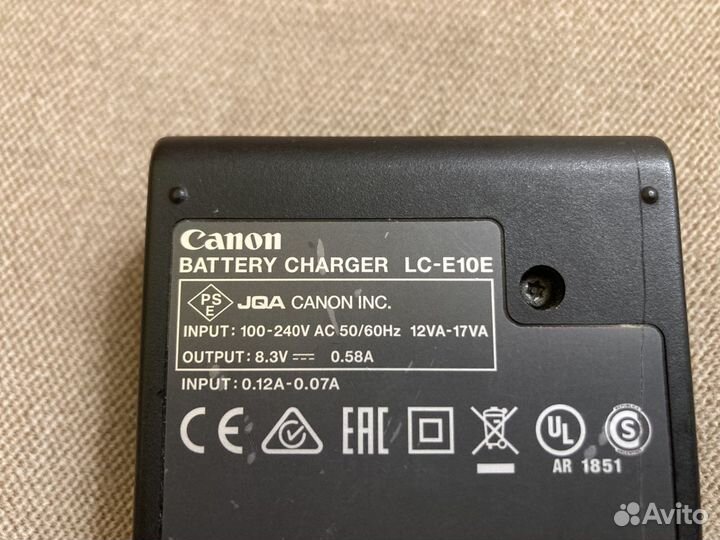 Canon
BATTERY CHARGER LC-E10E
PSE JQA CANON INC.
INPUT: 100-240V AC 50/60Hz 12VA-17VA
OUTPUT: 8.3V 0.58A
INPUT: 0.12A-0.07A
CE EAC UL S
AR 1851
Avito